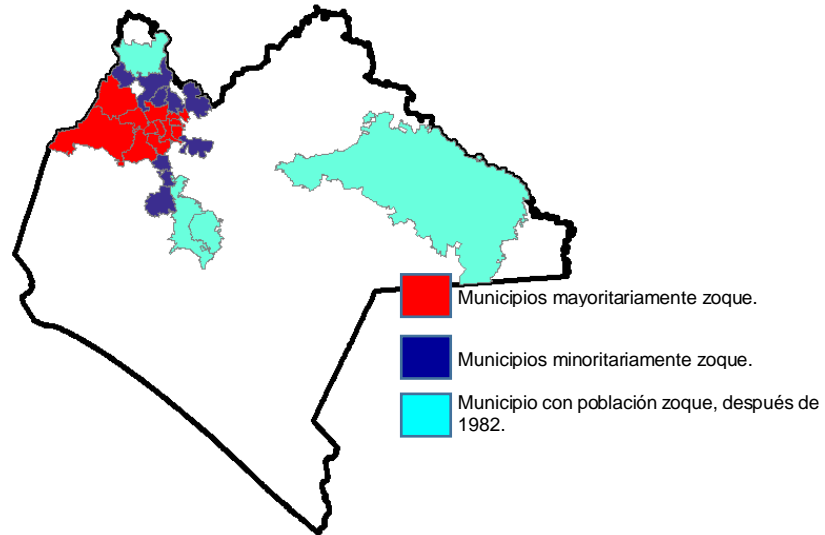 Municipios mayoritariamente zoque.
Municipios minoritariamente zoque.
Municipio con población zoque, después de
1982.